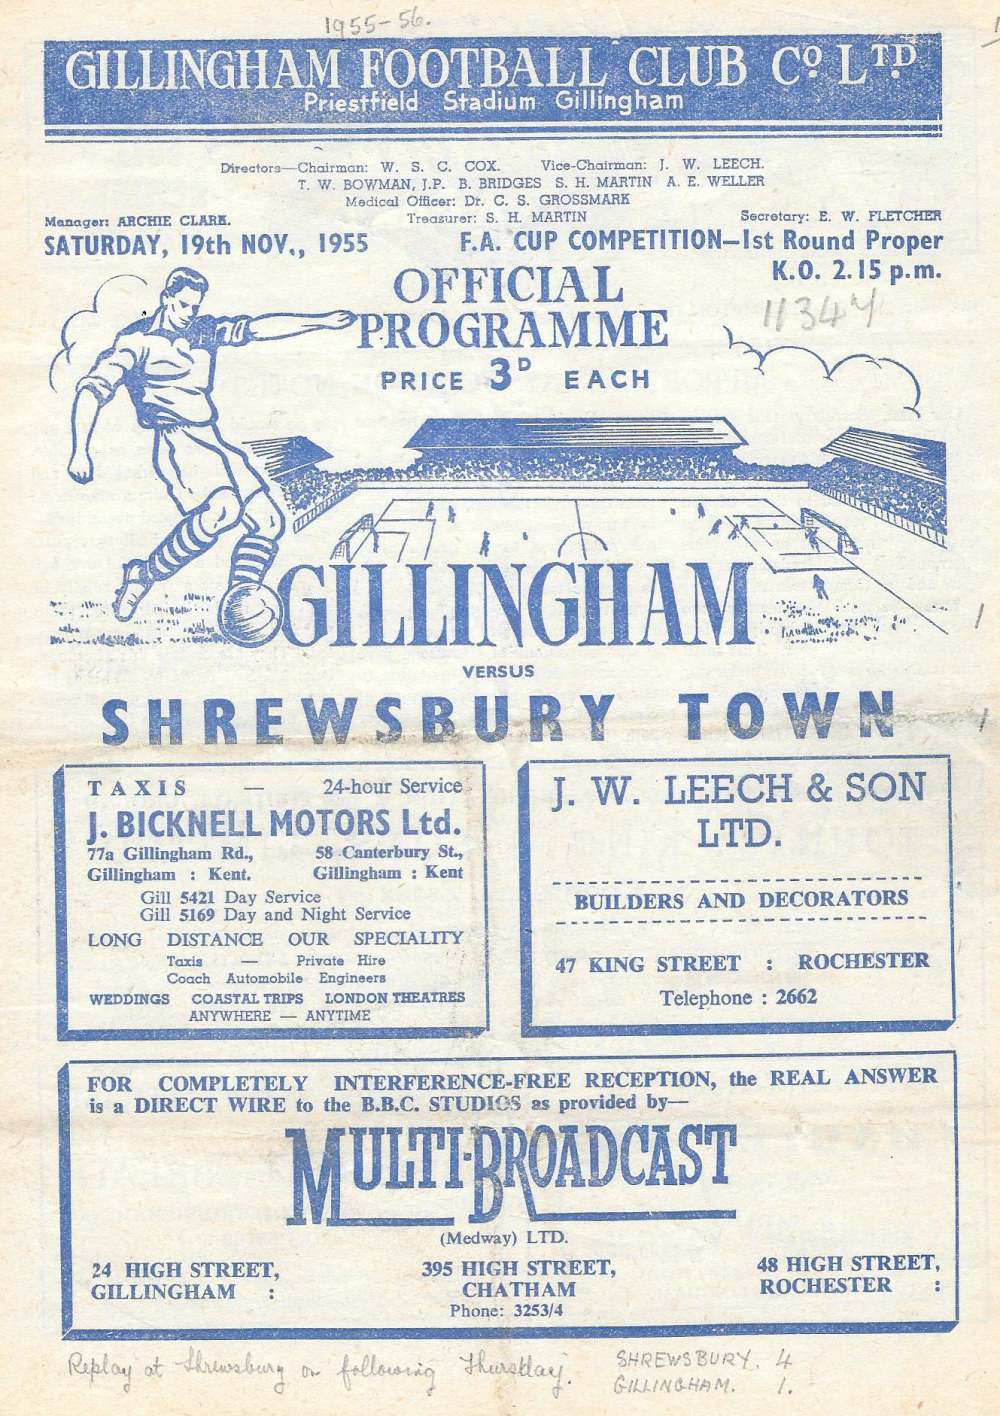 1955-56.
GILLINGHAM FOOTBALL CLUB Cº LTD
Priestfield Stadium Gillingham
Directors—Chairman: W. S. C. COX. Vice-Chairman: J. W. LEECH.
T. W. BOWMAN, J.P. B. BRIDGES S. H. MARTIN A. E. WELLER
Medical Officer: Dr. C. S. GROSSMARK
Manager: ARCHIE CLARK. Treasurer: S. H. MARTIN Secretary: E. W. FLETCHER
SATURDAY, 19th NOV., 1955 F.A. CUP COMPETITION—1st Round Proper
K.O. 2.15 p.m.
OFFICIAL
PROGRAMME
11344
PRICE 3D EACH
GILLINGHAM
1
VERSUS
SHREWSBURY TOWN
1
TAXIS — 24-hour Service
J. BICKNELL MOTORS Ltd.
77a Gillingham Rd., 58 Canterbury St.,
Gillingham : Kent. Gillingham : Kent
Gill 5421 Day Service
Gill 5169 Day and Night Service
LONG DISTANCE OUR SPECIALITY
Taxis — Private Hire
Coach Automobile Engineers
WEDDINGS COASTAL TRIPS LONDON THEATRES
ANYWHERE — ANYTIME
J. W. LEECH & SON
LTD.
BUILDERS AND DECORATORS
47 KING STREET : ROCHESTER
Telephone : 2662
FOR COMPLETELY INTERFERENCE-FREE RECEPTION, the REAL ANSWER
is a DIRECT WIRE to the B.B.C. STUDIOS as provided by—
MULTI-BROADCAST
(Medway) LTD.
24 HIGH STREET, 395 HIGH STREET, 48 HIGH STREET,
GILLINGHAM : CHATHAM ROCHESTER :
Phone: 3253/4
Replay at Shrewsbury on following Thursday. SHREWSBURY. 4
GILLINGHAM. 1.